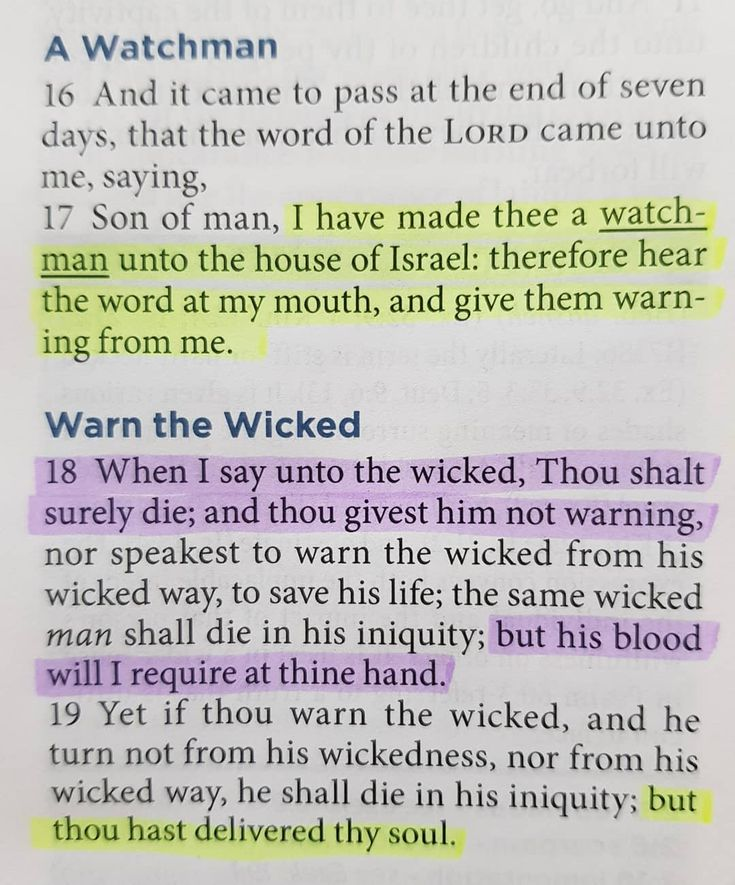 A Watchman
16 And it came to pass at the end of seven
days, that the word of the LORD came unto
me, saying,
17 Son of man, I have made thee a watch-
man unto the house of Israel: therefore hear
the word at my mouth, and give them warn-
ing from me.
Warn the Wicked
18 When I say unto the wicked, Thou shalt
surely die; and thou givest him not warning,
nor speakest to warn the wicked from his
wicked way, to save his life; the same wicked
man shall die in his iniquity; but his blood
will I require at thine hand.
19 Yet if thou warn the wicked, and he
turn not from his wickedness, nor from his
wicked way, he shall die in his iniquity; but
thou hast delivered thy soul.